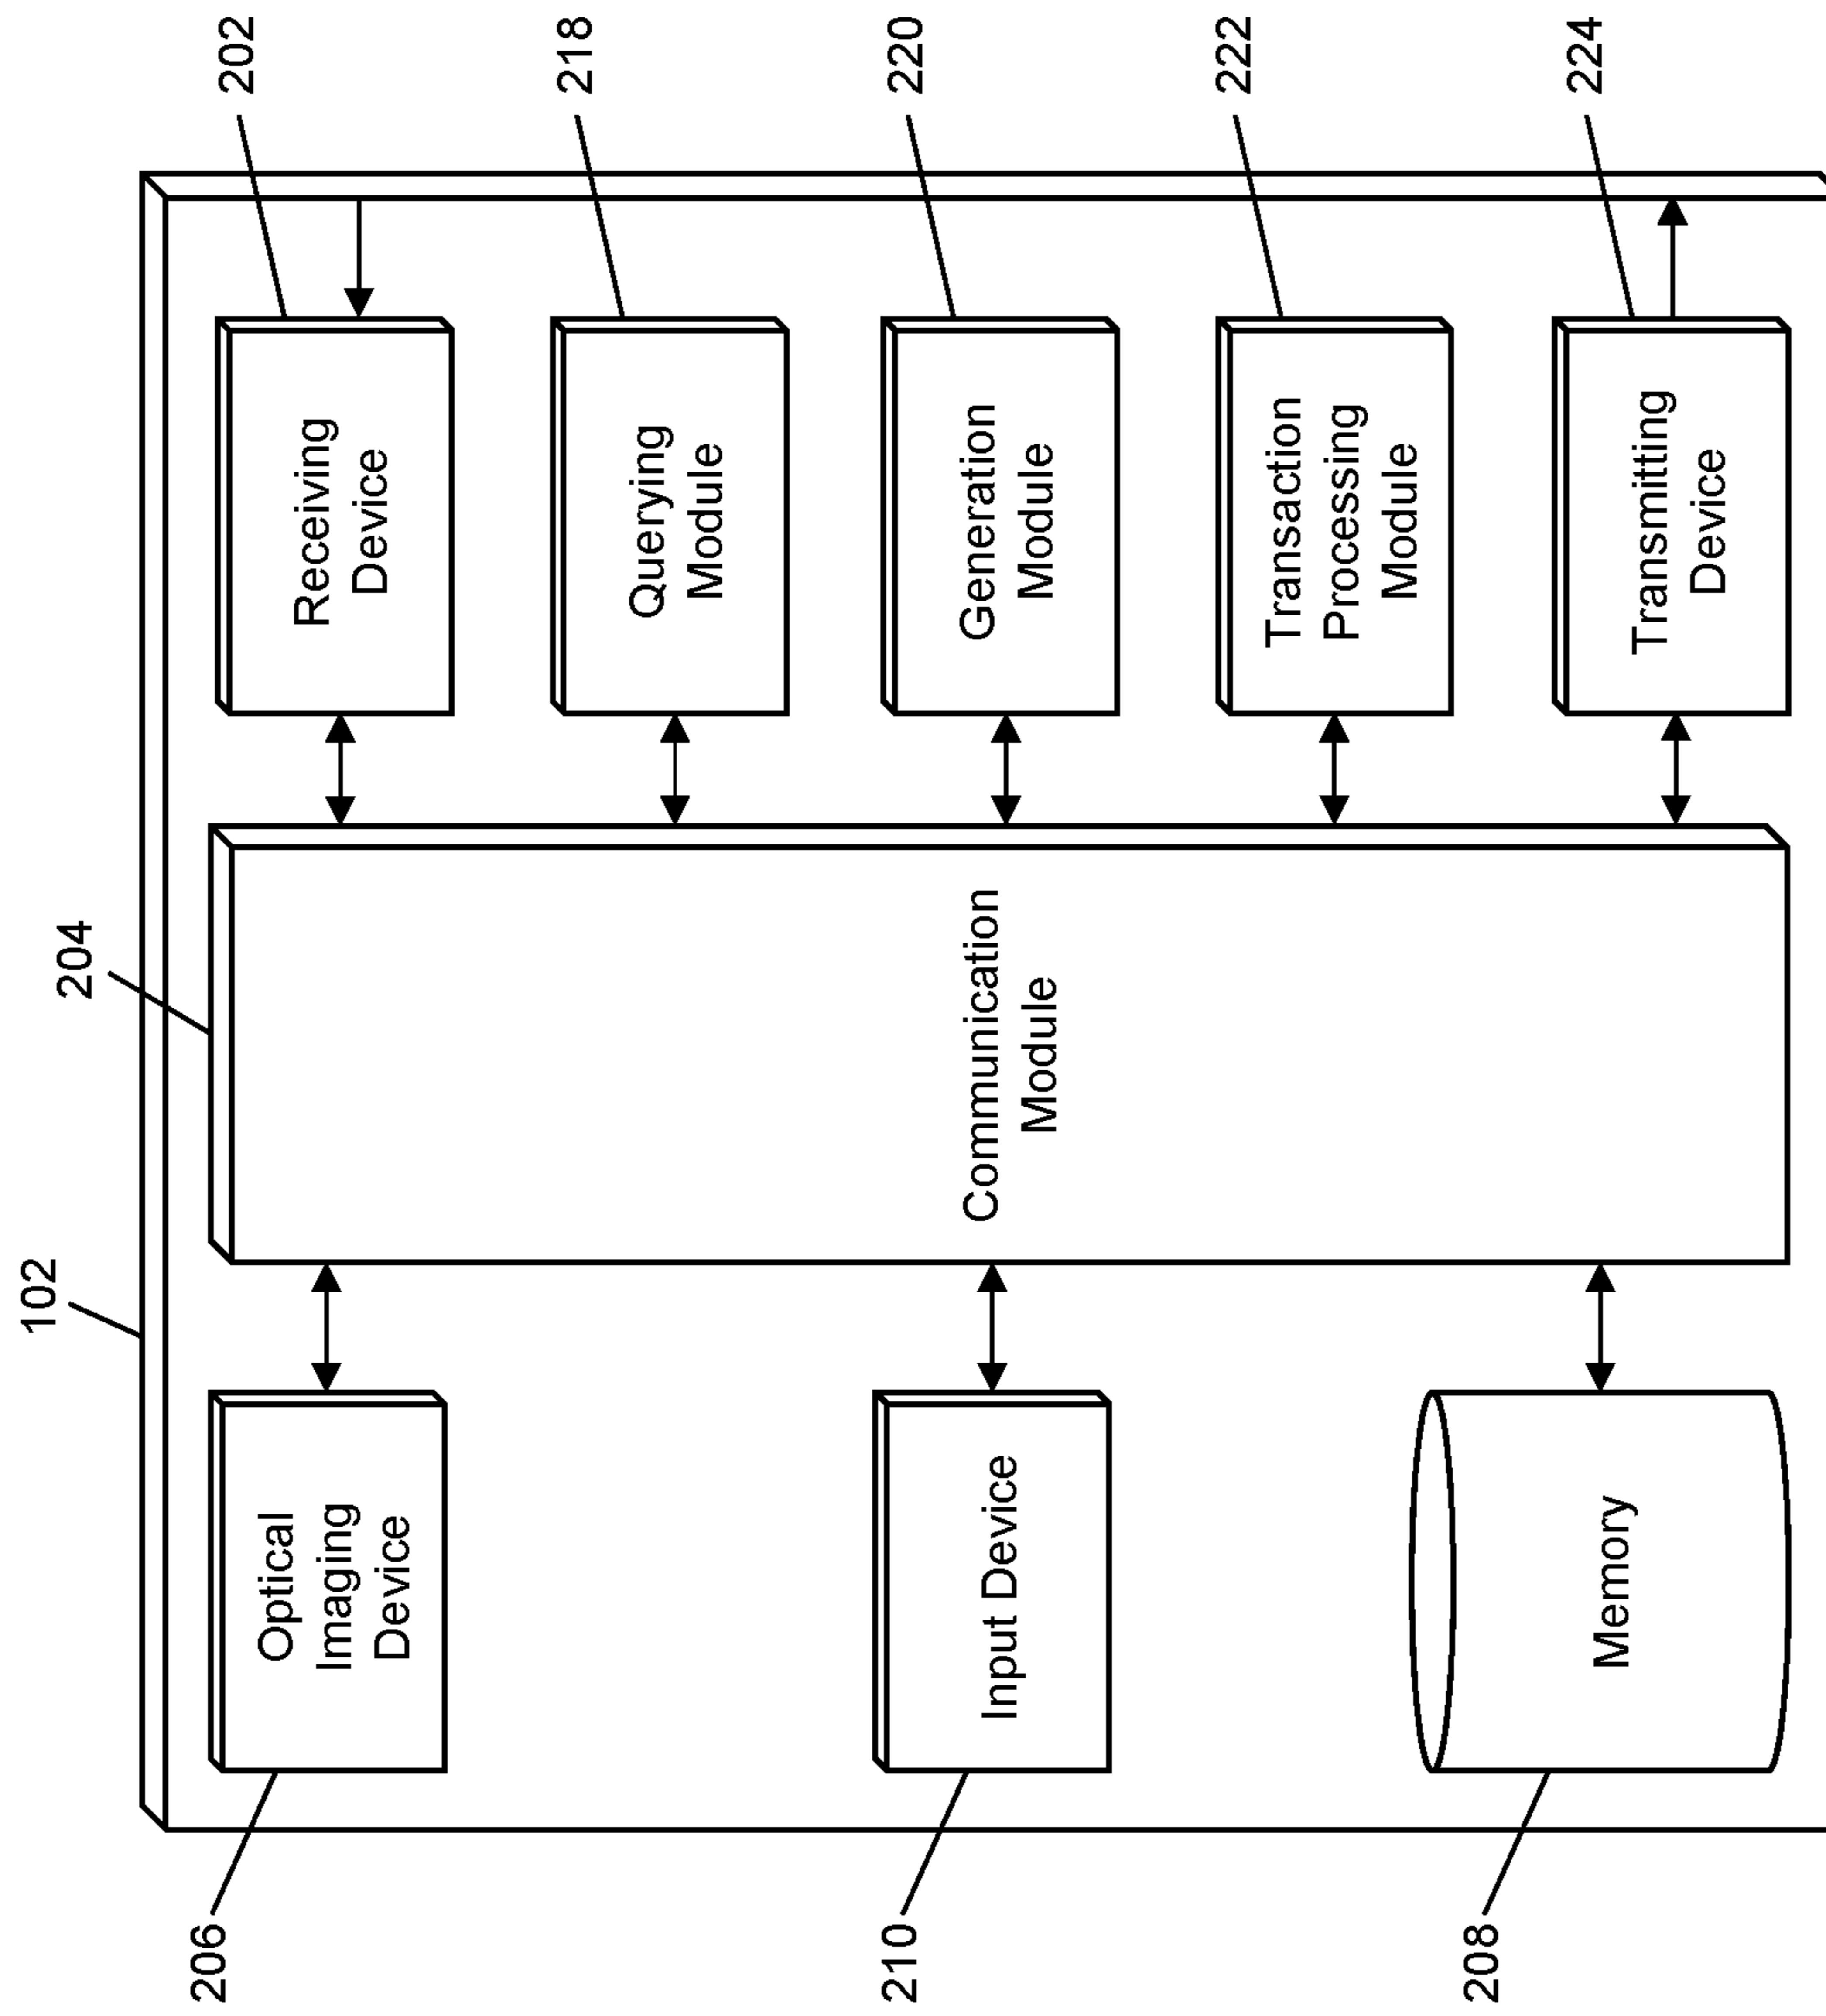 102
204
206
Optical
Imaging
Device
210
Input Device
208
Memory
Communication
Module
Receiving
Device
202
Querying
Module
218
Generation
Module
220
Transaction
Processing
Module
222
Transmitting
Device
224